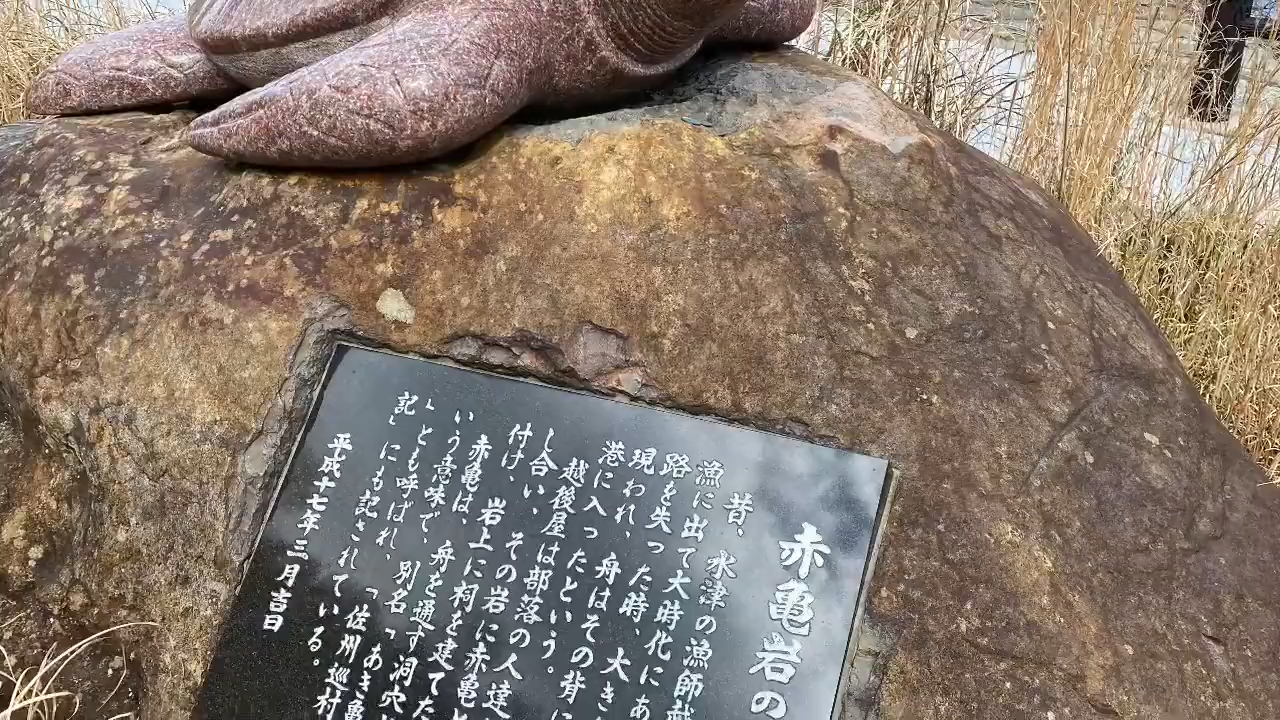 赤亀岩の
昔、水津の漁師越
漁に出て大時化にあ
路を失った時、大き
現われ、舟はその背に
港に入ったという。
越後屋は部落の人達
し合い、その岩に赤亀と
付け、岩上に祠を建てた
赤亀は、舟を通す洞穴
いう意味で、別名「あき亀
」とも呼ばれ、「佐州巡村
記」にも記されている。
平成十七年三月吉日